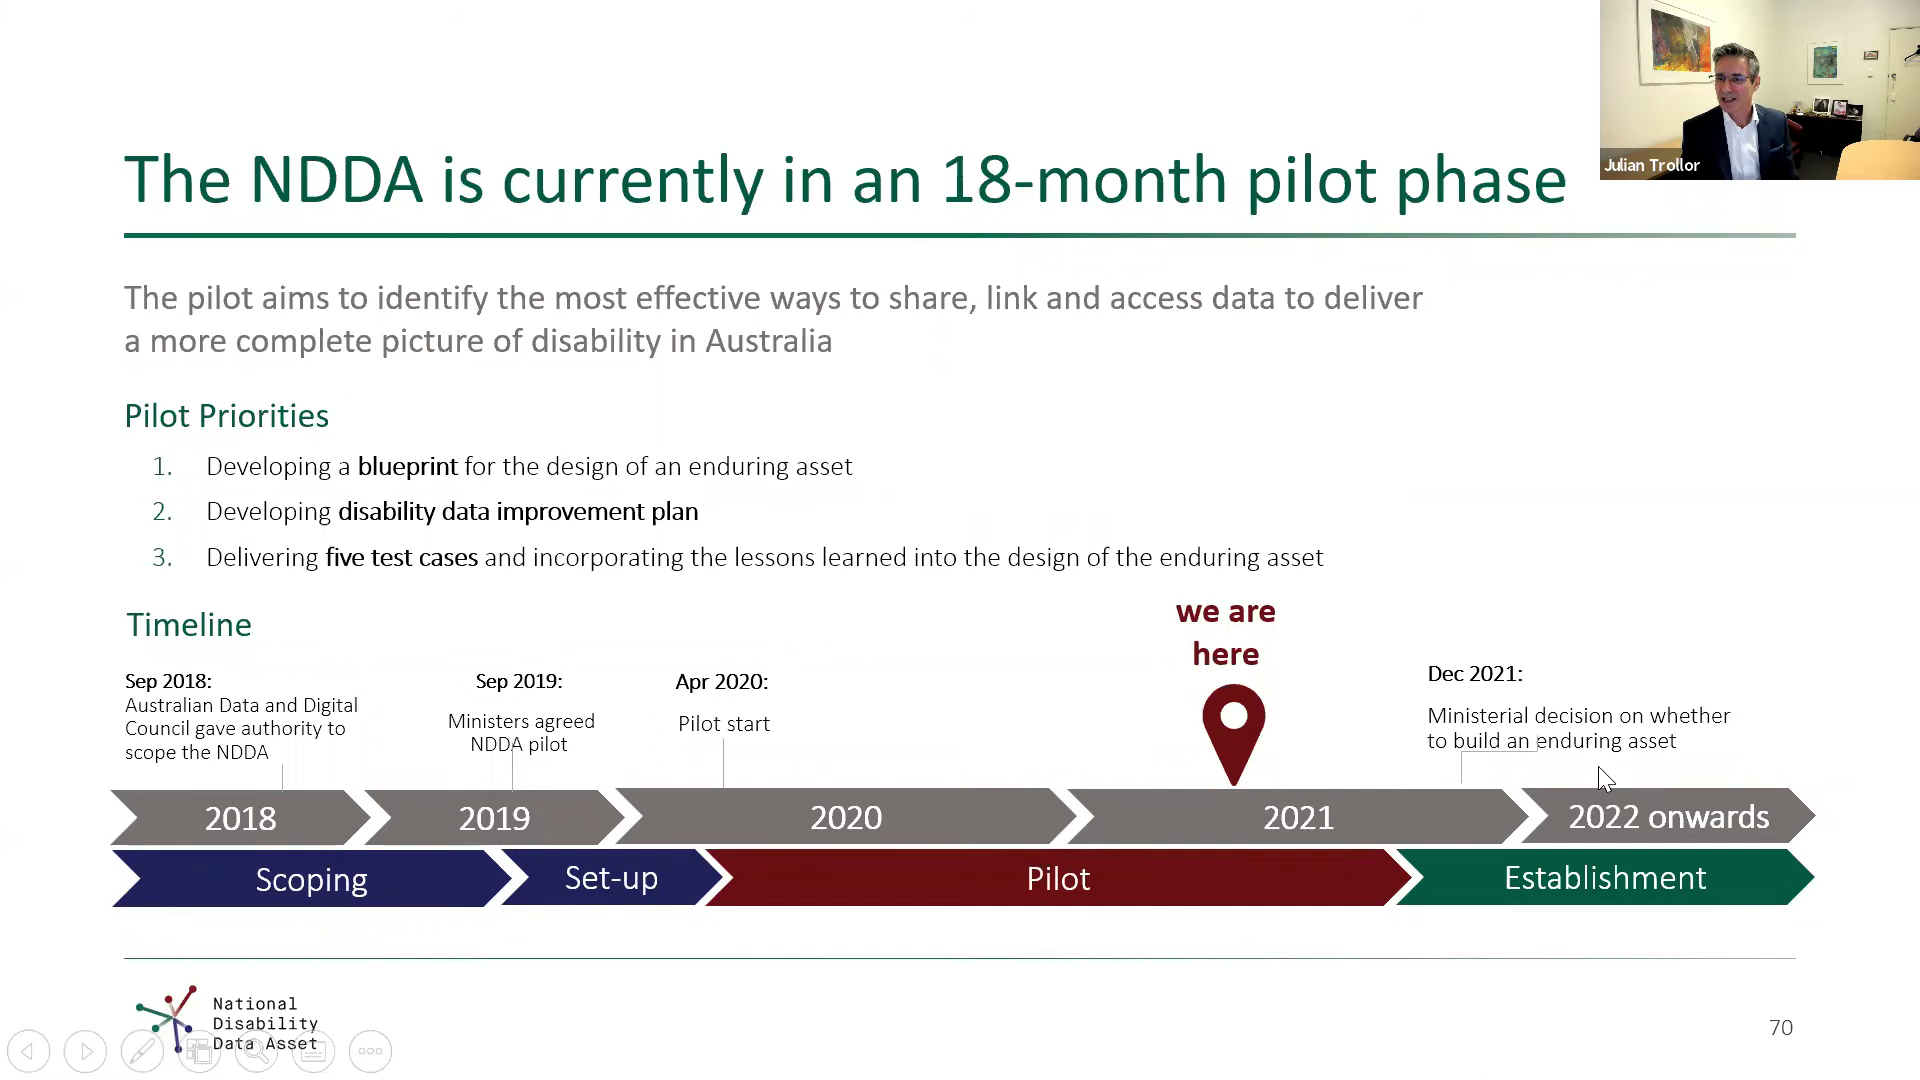 Julian Trollor
The NDDA is currently in an 18-month pilot phase
The pilot aims to identify the most effective ways to share, link and access data to deliver
a more complete picture of disability in Australia
Pilot Priorities
1. Developing a blueprint for the design of an enduring asset
2. Developing disability data improvement plan
3. Delivering five test cases and incorporating the lessons learned into the design of the enduring asset
Timeline
we are
here
Sep 2018:
Australian Data and Digital
Council gave authority to
scope the NDDA
Sep 2019:
Ministers agreed
NDDA pilot
Apr 2020:
Pilot start
Dec 2021:
Ministerial decision on whether
to build an enduring asset
2018 2019 2020 2021 2022 onwards
Scoping Set-up Pilot Establishment
National
Disability
Data Asset
70